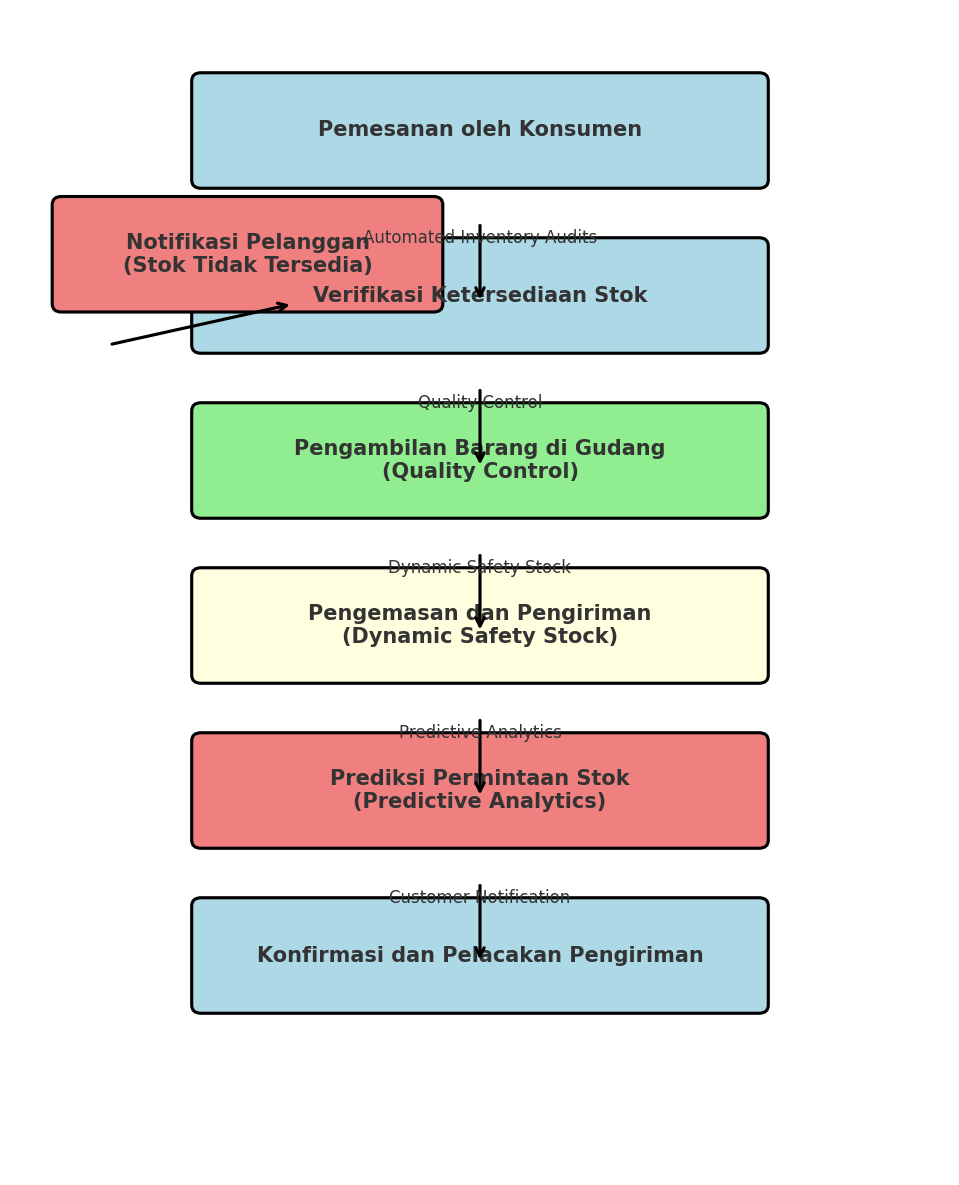 Pemesanan oleh Konsumen
Automated Inventory Audits
Notifikasi Pelanggan
(Stok Tidak Tersedia)
Verifikasi Ketersediaan Stok
Quality Control
Pengambilan Barang di Gudang
(Quality Control)
Dynamic Safety Stock
Pengemasan dan Pengiriman
(Dynamic Safety Stock)
Predictive Analytics
Prediksi Permintaan Stok
(Predictive Analytics)
Customer Notification
Konfirmasi dan Pelacakan Pengiriman